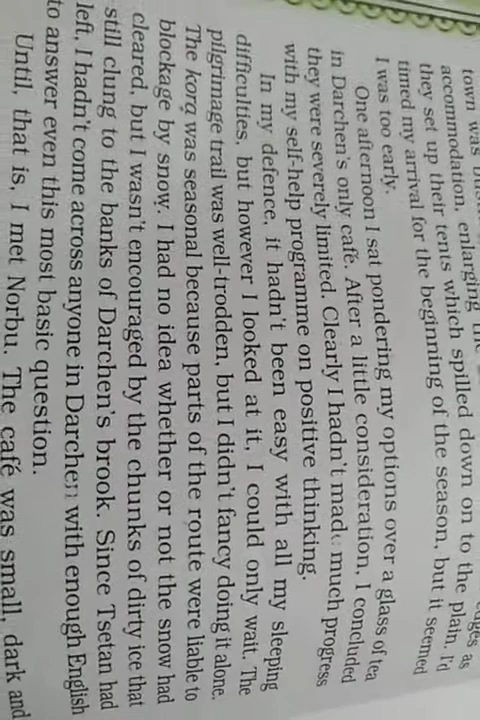 town was
accommodation, enlarging the
they set up their tents which spilled down on to the plain. I'd
timed my arrival for the beginning of the season, but it seemed
I was too early.
One afternoon I sat pondering my options over a glass of tea
in Darchen's only café. After a little consideration, I concluded
they were severely limited. Clearly I hadn't made much progress
with my self-help programme on positive thinking.
In my defence, it hadn't been easy with all my sleeping
difficulties, but however I looked at it, I could only wait. The
pilgrimage trail was well-trodden, but I didn't fancy doing it alone.
The kora was seasonal because parts of the route were liable to
blockage by snow. I had no idea whether or not the snow had
cleared, but I wasn't encouraged by the chunks of dirty ice that
still clung to the banks of Darchen's brook. Since Tsetan had
left, I hadn't come across anyone in Darchen with enough English
to answer even this most basic question.
Until, that is, I met Norbu. The café was small, dark and